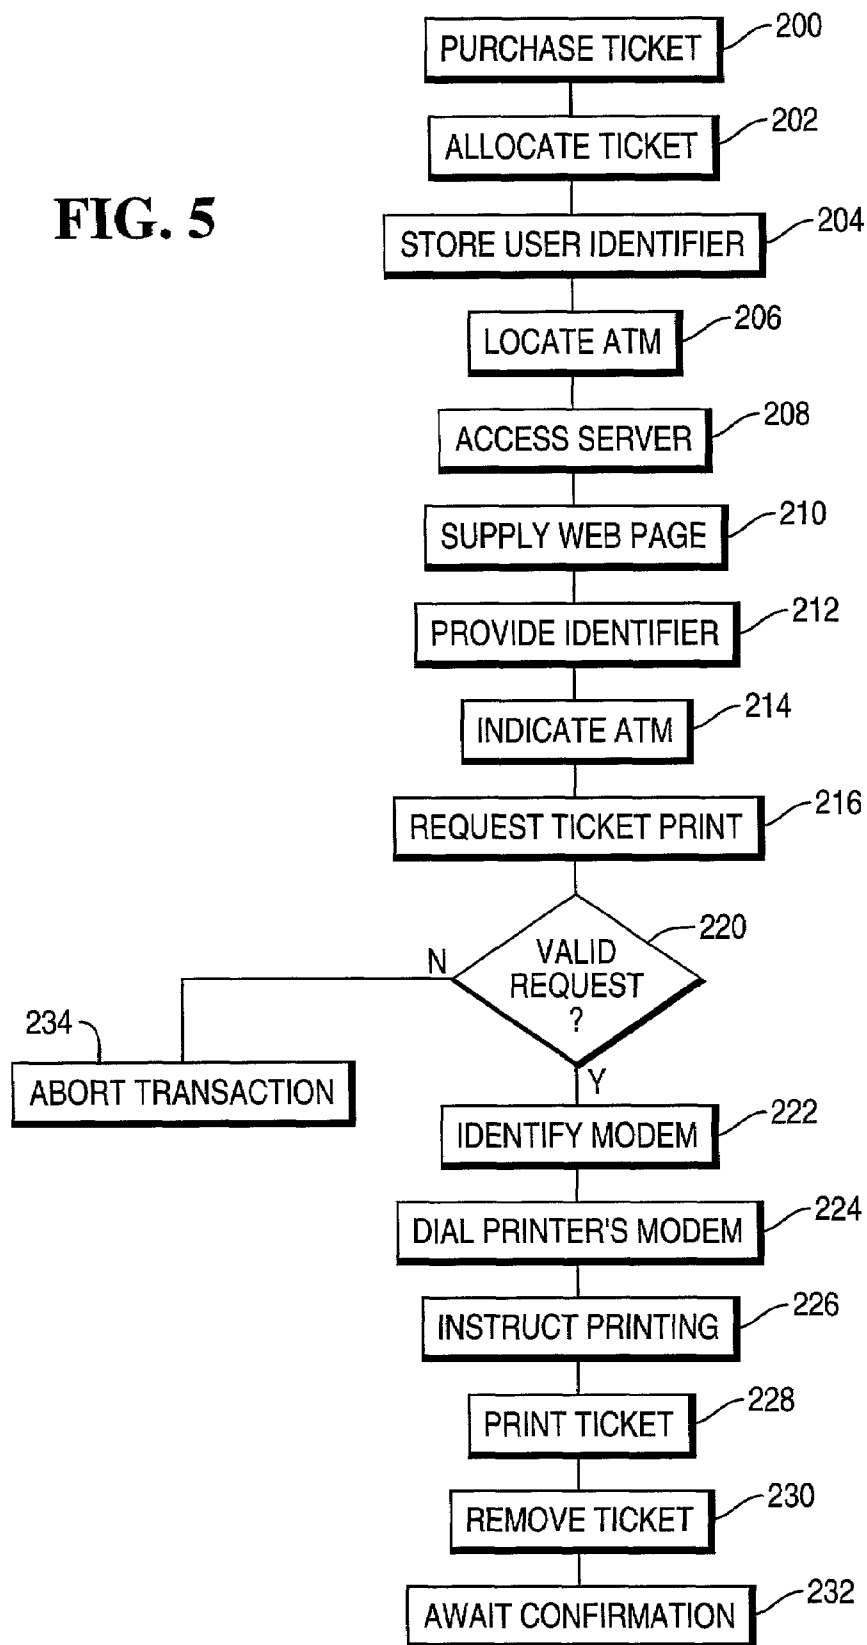 PURCHASE TICKET
200
ALLOCATE TICKET
202
FIG. 5
STORE USER IDENTIFIER
204
LOCATE ATM
206
ACCESS SERVER
208
SUPPLY WEB PAGE
210
PROVIDE IDENTIFIER
212
INDICATE ATM
214
REQUEST TICKET PRINT
216
VALID
REQUEST
?
220
N
234
ABORT TRANSACTION
Y
IDENTIFY MODEM
222
DIAL PRINTER'S MODEM
224
INSTRUCT PRINTING
226
PRINT TICKET
228
REMOVE TICKET
230
AWAIT CONFIRMATION
232